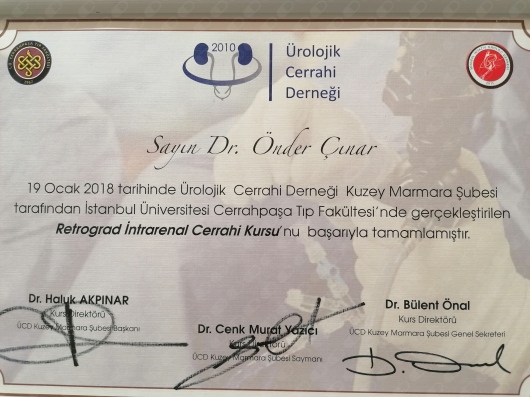 2010
Ürolojik
Cerrahi
Derneği
Sayın Dr. Önder Çınar
19 Ocak 2018 tarihinde Ürolojik Cerrahi Derneği Kuzey Marmara Şubesi
tarafından İstanbul Üniversitesi Cerrahpaşa Tıp Fakültesi'nde gerçekleştirilen
Retrograd İntrarenal Cerrahi Kursu'nu başarıyla tamamlamıştır.
Dr. Haluk AKPINAR
Kurs Direktörü
ÜCD Kuzey Marmara Şubesi Başkanı
Dr. Cenk Murat Yazıcı
Kurs Direktörü
ÜCD Kuzey Marmara Şubesi Saymanı
Dr. Bülent Önal
Kurs Direktörü
ÜCD Kuzey Marmara Şubesi Genel Sekreteri